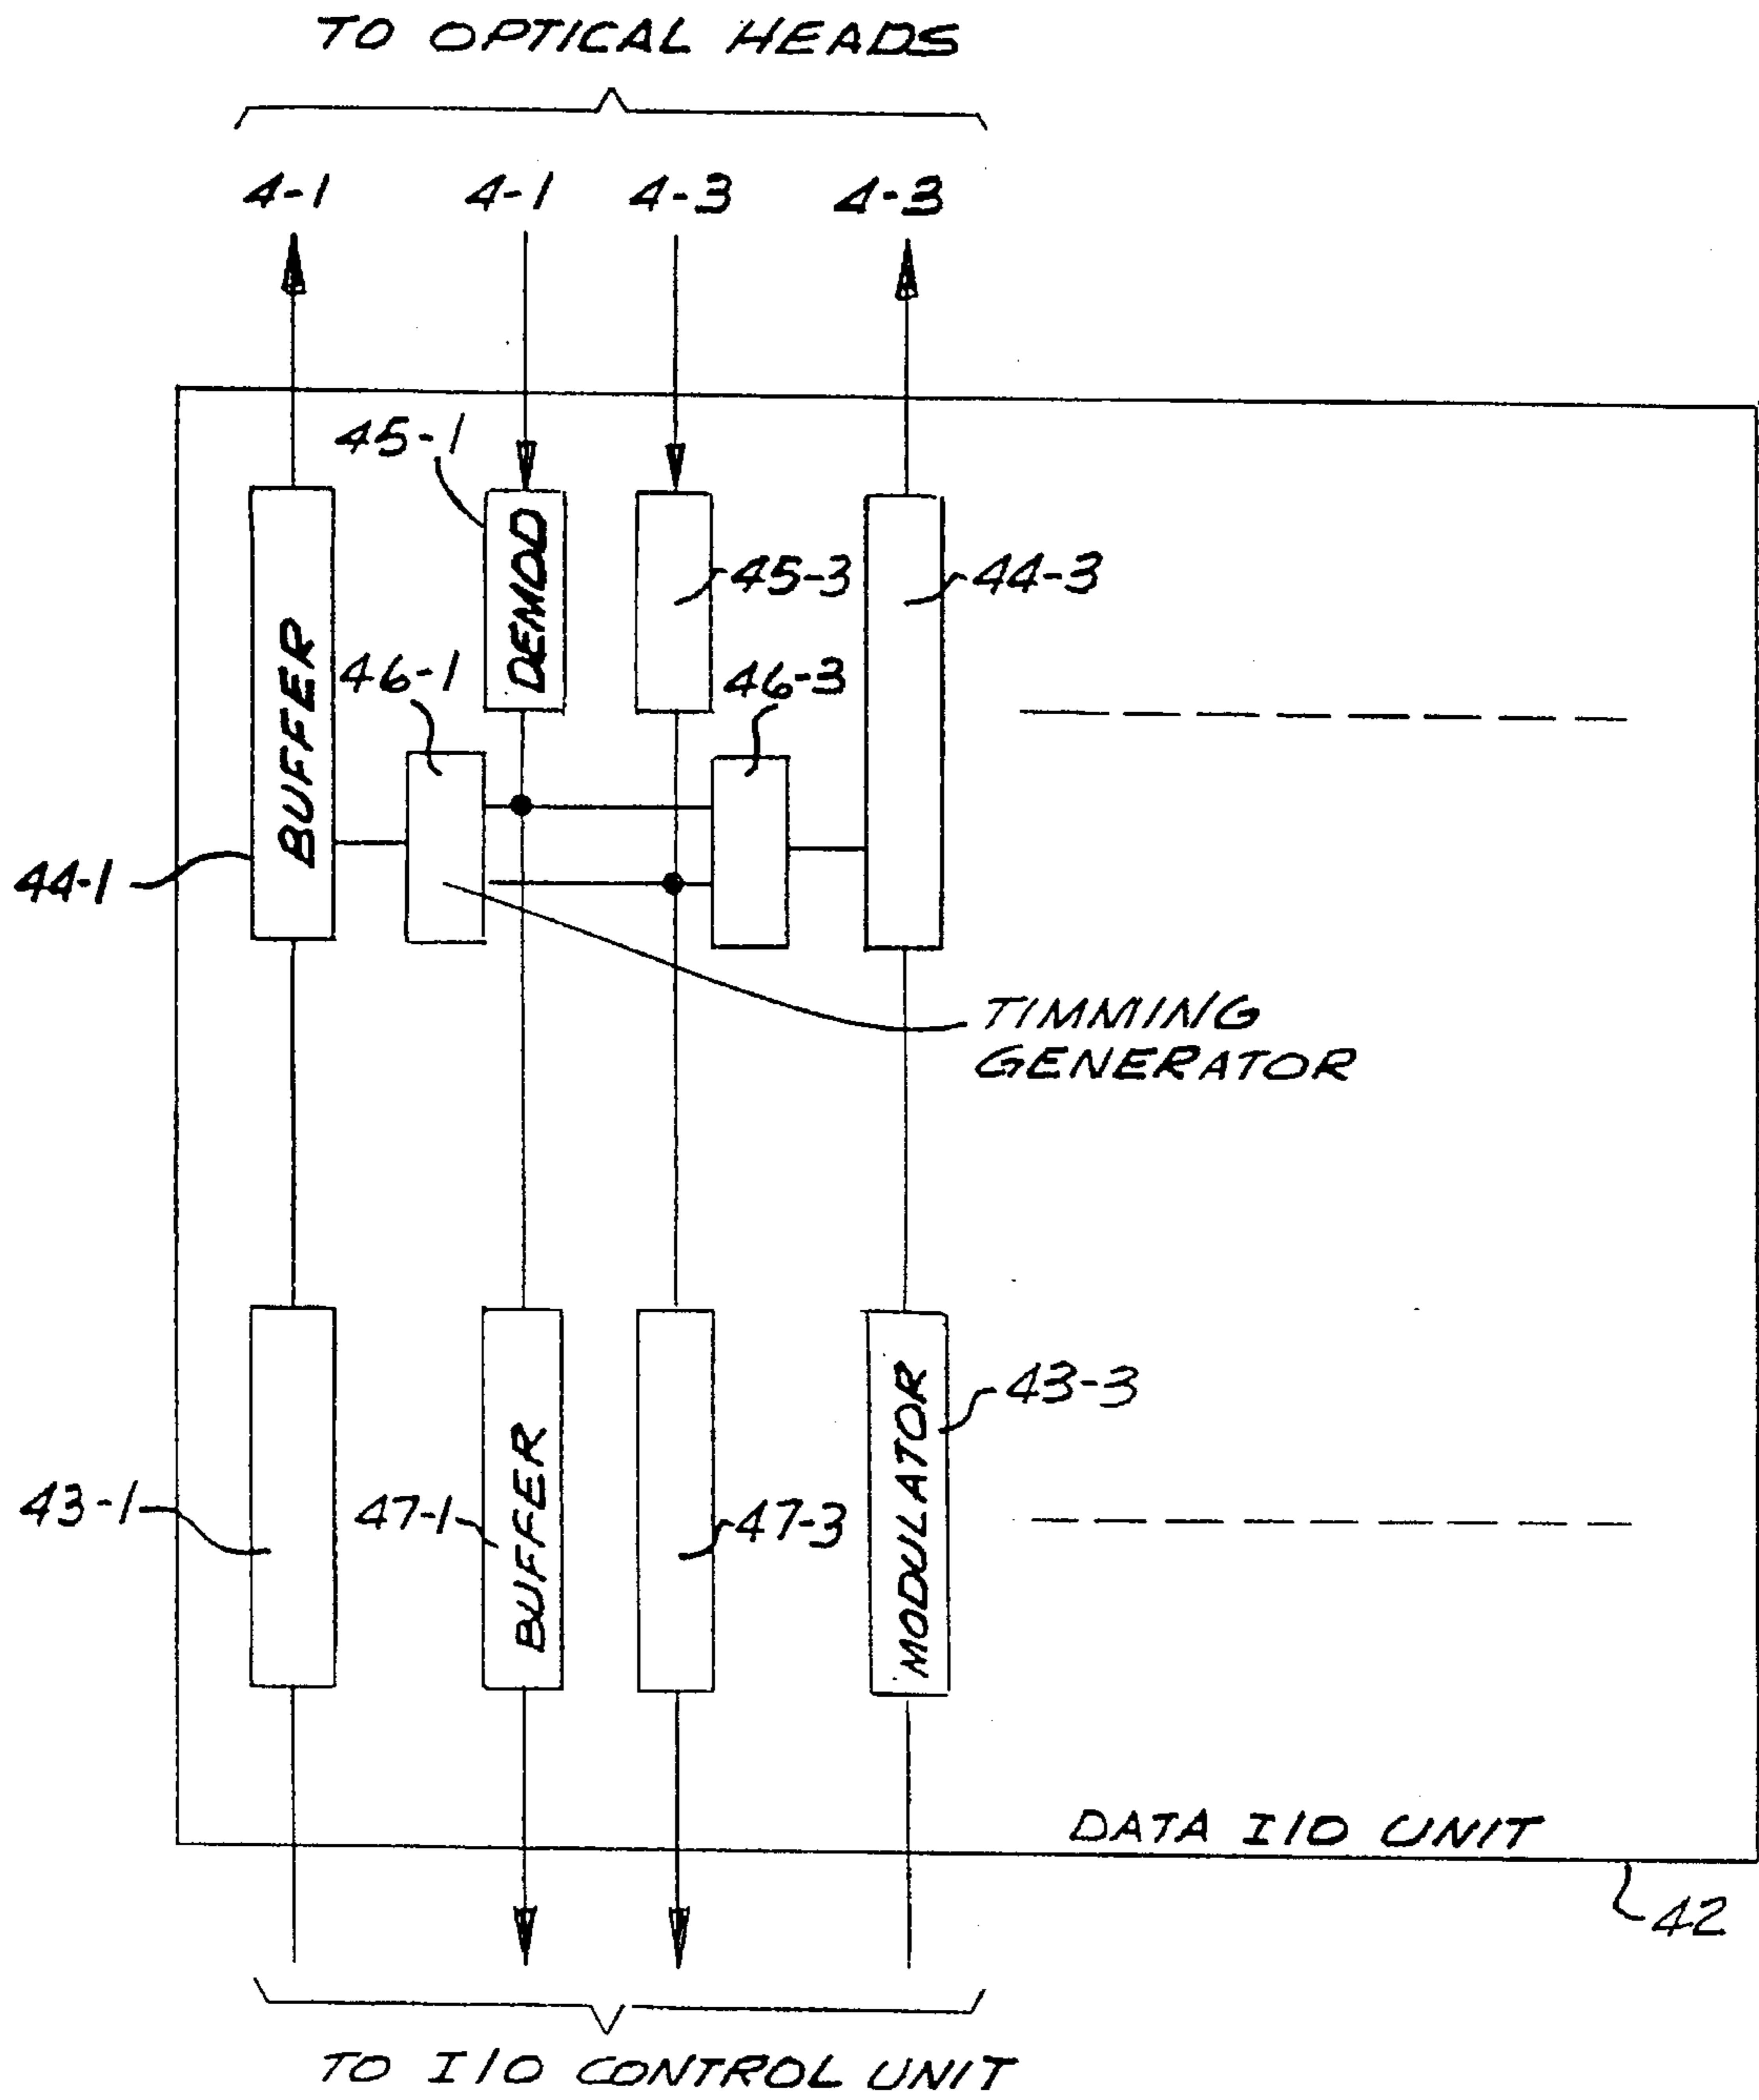 TO OPTICAL HEADS
4-1 4-1 4-3 4-3
45-1
DEMOD
45-3
44-3
BUFFER
46-1
46-3
44-1
TIMMING
GENERATOR
43-1
47-1
BUFFER
47-3
MODULATOR
43-3
DATA I/O UNIT
42
TO I/O CONTROL UNIT